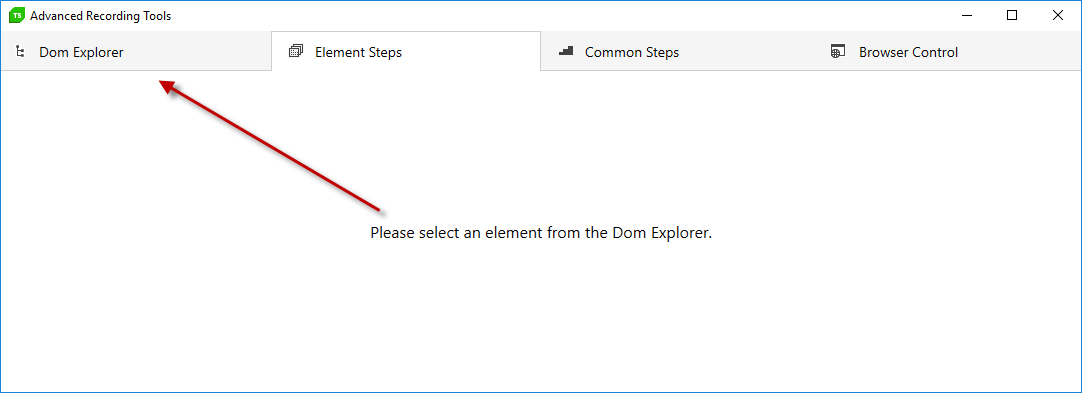 TS Advanced Recording Tools
Dom Explorer Element Steps Common Steps Browser Control
Please select an element from the Dom Explorer.